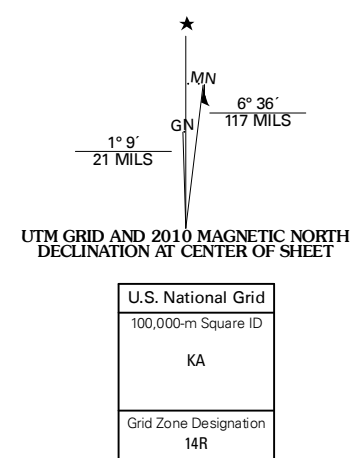 MN
6° 36´
117 MILS
GN
1° 9´
21 MILS
UTM GRID AND 2010 MAGNETIC NORTH
DECLINATION AT CENTER OF SHEET
U.S. National Grid
100,000-m Square ID
KA
Grid Zone Designation
14R